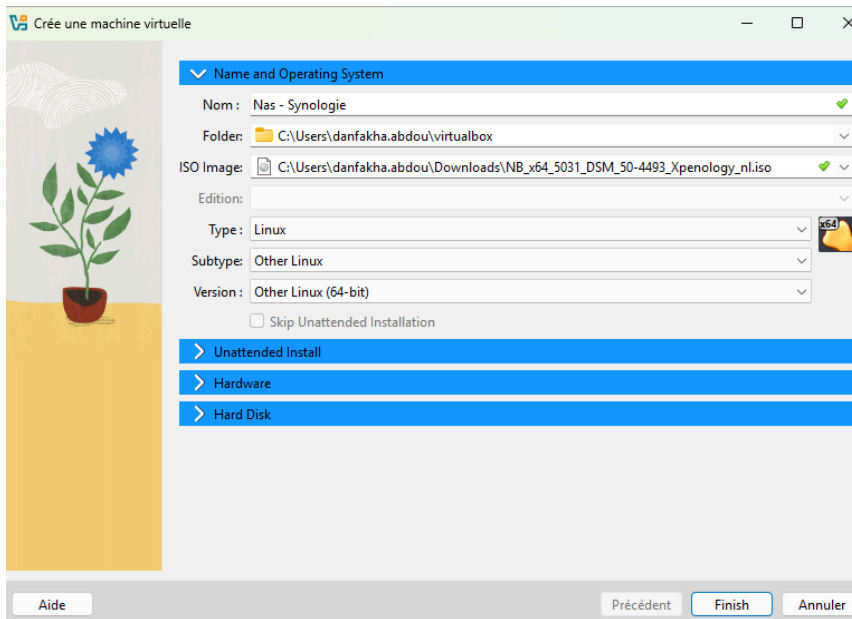 Crée une machine virtuelle
Name and Operating System
Nom : Nas - Synologie
Folder: C:\Users\danfakha.abdou\virtualbox
ISO Image: C:\Users\danfakha.abdou\Downloads\NB_x64_5031_DSM_50-4493_Xpenology_nl.iso
Edition:
Type : Linux
x64
Subtype: Other Linux
Version : Other Linux (64-bit)
Skip Unattended Installation
Unattended Install
Hardware
Hard Disk
Aide Précédent Finish Annuler